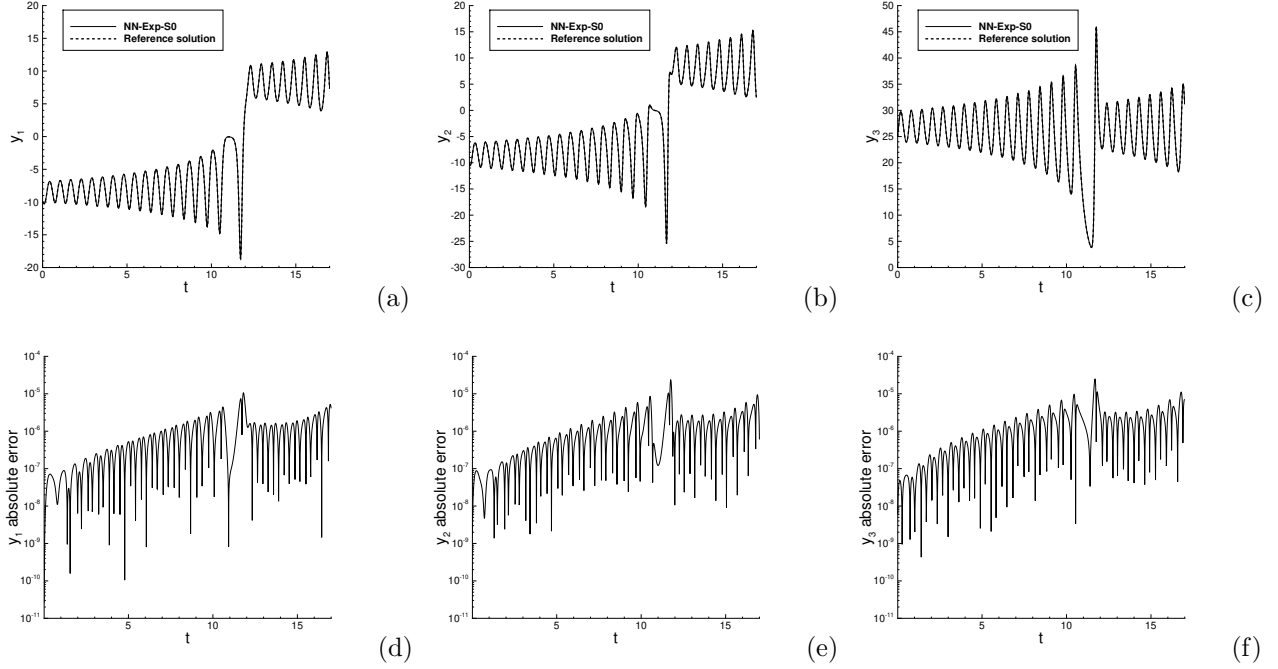 NN-Exp-S0
Reference solution
y1
20
15
10
5
0
-5
-10
-15
-20
0 5 10 15
t
(a)
NN-Exp-S0
Reference solution
y2
20
15
10
5
0
-5
-10
-15
-20
-25
-30
0 5 10 15
t
(b)
NN-Exp-S0
Reference solution
y3
50
45
40
35
30
25
20
15
10
5
0
0 5 10 15
t
(c)
y1 absolute error
10-4
10-5
10-6
10-7
10-8
10-9
10-10
10-11
5 10 15
t
(d)
y2 absolute error
10-4
10-5
10-6
10-7
10-8
10-9
10-10
10-11
5 10 15
t
(e)
y3 absolute error
10-4
10-5
10-6
10-7
10-8
10-9
10-10
10-11
5 10 15
t
(f)